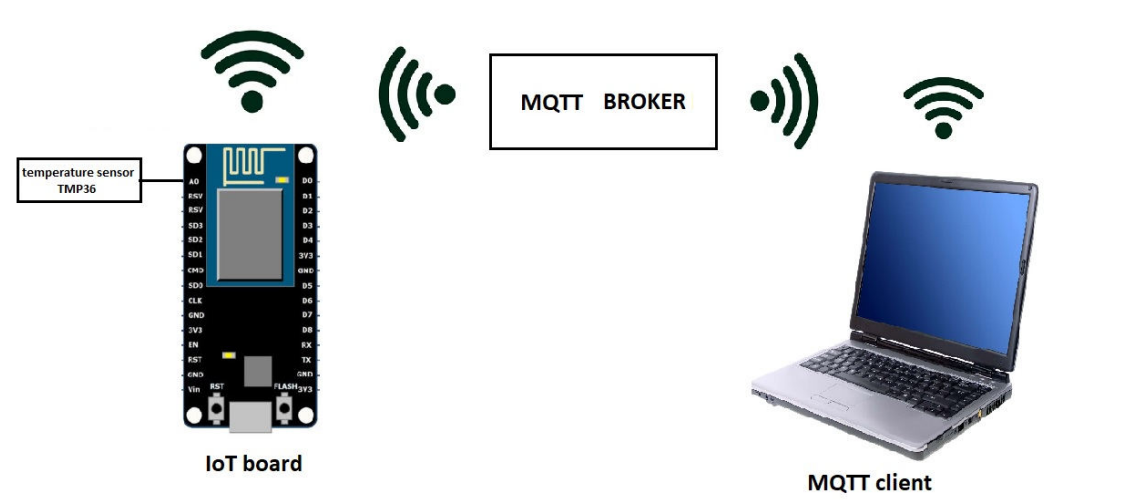 MQTT BROKER
temperature sensor
TMP36
A0
RSV
RSV
SD3
SD2
SD1
CMD
SD0
CLK
GND
3V3
EN
RST
GND
Vin
D0
D1
D2
D3
D4
3V3
GND
D5
D6
D7
D8
RX
TX
GND
3V3
RST
FLASH
IoT board
MQTT client